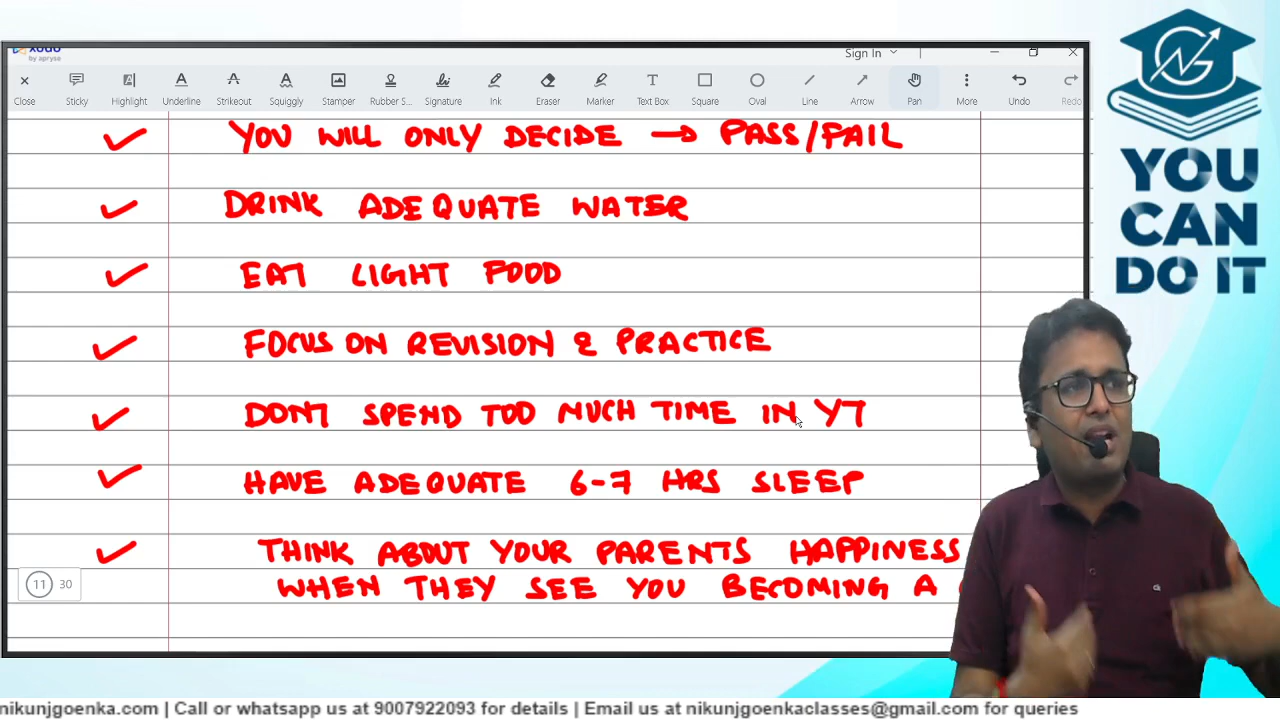 xodo
by apryse
Sign In
Close
Sticky
Highlight
Underline
Strikeout
Squiggly
Stamper
Rubber S...
Signature
Ink
Eraser
Marker
Text Box
Square
Oval
Line
Arrow
Pan
More
Undo
Redo
YOU WILL ONLY DECIDE → PASS/FAIL
DRINK ADEQUATE WATER
EAT LIGHT FOOD
FOCUS ON REVISION & PRACTICE
DONT SPEND TOO MUCH TIME IN YT
HAVE ADEQUATE 6-7 HRS SLEEP
THINK ABOUT YOUR PARENTS HAPPINESS
WHEN THEY SEE YOU BECOMING A
11 30
YOU
CAN
DO IT
nikunjgoenka.com | Call or whatsapp us at 9007922093 for details | Email us at nikunjgoenkaclasses@gmail.com for queries